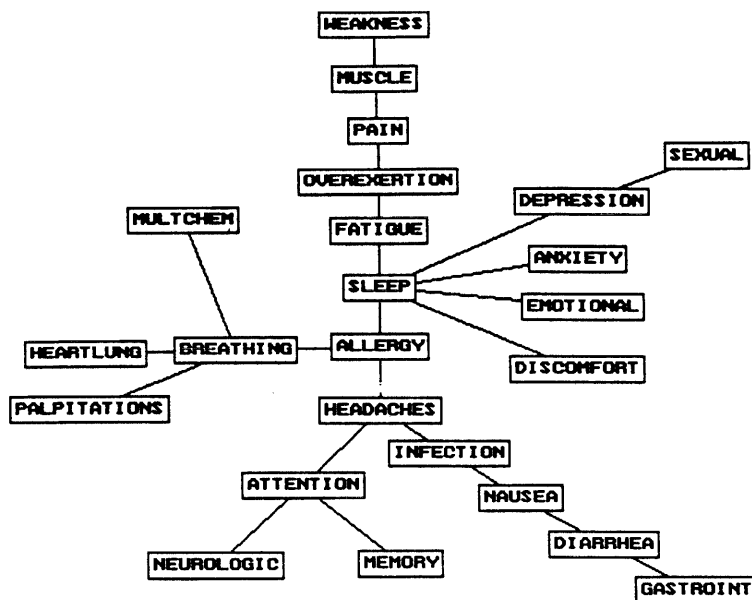 WEAKNESS
MUSCLE
PAIN
SEXUAL
OVEREXERTION
DEPRESSION
MULTCHEM
FATIGUE
ANXIETY
SLEEP
EMOTIONAL
HEARTLUNG
BREATHING
ALLERGY
DISCOMFORT
PALPITATIONS
HEADACHES
INFECTION
ATTENTION
NAUSEA
DIARRHEA
NEUROLOGIC
MEMORY
GASTROINT